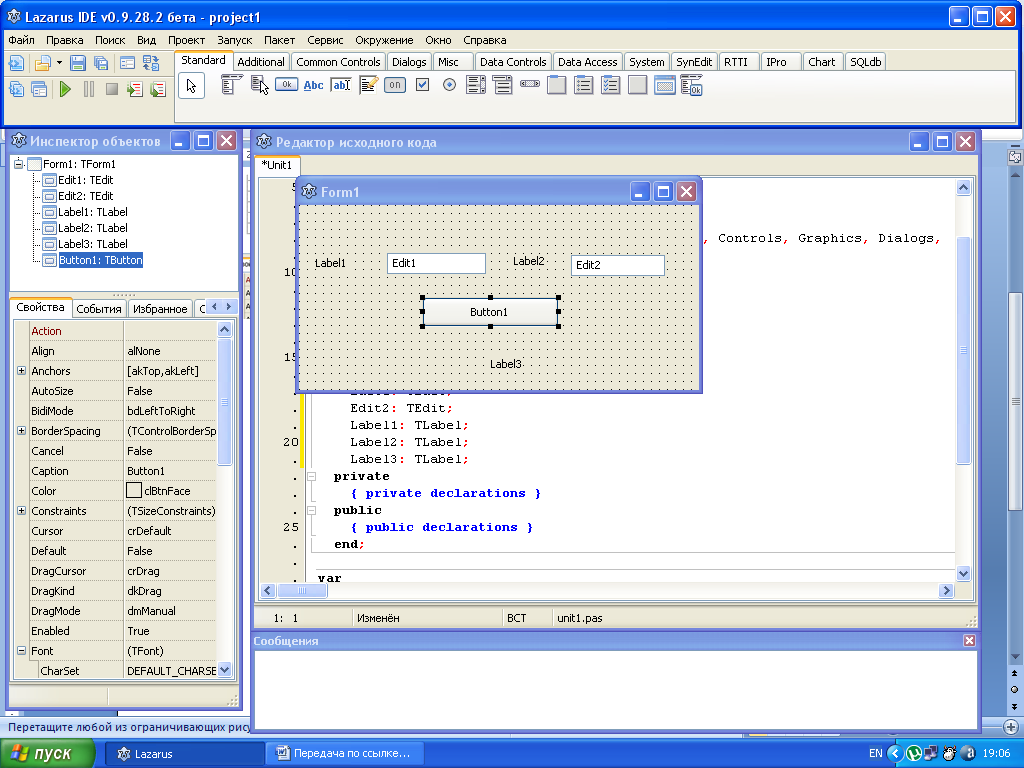 Lazarus IDE v0.9.28.2 бета - project1
Файл Правка Поиск Вид Проект Запуск Пакет Сервис Окружение Окно Справка
Standard Additional Common Controls Dialogs Misc Data Controls Data Access System SynEdit RTTI IPro Chart SQLdb
Ok Abc ab on Ok
Инспектор объектов
Form1: TForm1
Edit1: TEdit
Edit2: TEdit
Label1: TLabel
Label2: TLabel
Label3: TLabel
Button1: TButton
Свойства События Избранное
Action
Align alNone
Anchors [akTop,akLeft]
AutoSize False
BidiMode bdLeftToRight
BorderSpacing (TControlBorderSp
Cancel False
Caption Button1
Color clBtnFace
Constraints (TSizeConstraints)
Cursor crDefault
Default False
DragCursor crDrag
DragKind dkDrag
DragMode dmManual
Enabled True
Font (TFont)
CharSet DEFAULT_CHARSE
Перетащите любой из ограничивающих рису
Редактор исходного кода
*Unit1
, Controls, Graphics, Dialogs,
10
15
Form1
Label1 Edit1 Label2 Edit2
Button1
Label3
Edit2: TEdit;
Label1: TLabel;
20 Label2: TLabel;
Label3: TLabel;
private
{ private declarations }
public
25 { public declarations }
end;
var
1: 1 Изменён ВСТ unit1.pas
Сообщения
пуск Lazarus Передача по ссылке... EN 19:06